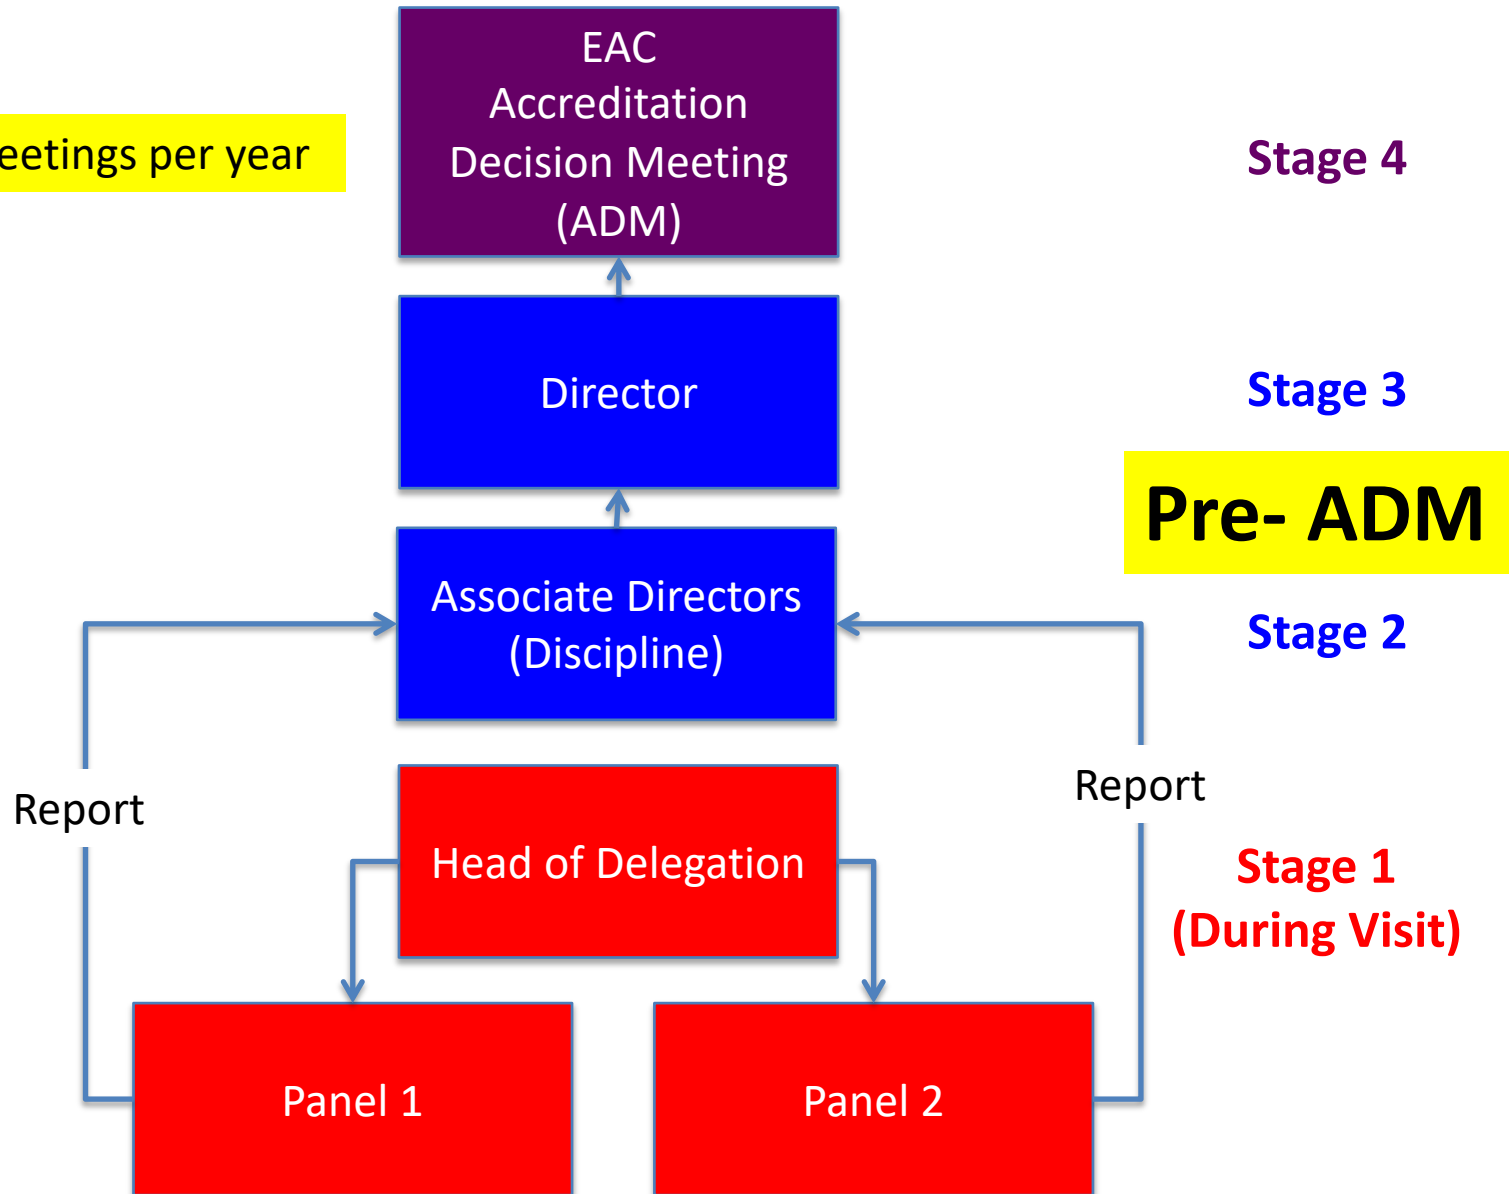 EAC
Accreditation
Decision Meeting
(ADM)
per year
Stage 4
Director
Stage 3
Pre- ADM
Associate Directors
(Discipline)
Stage 2
Report
Report
Head of Delegation
Stage 1
(During Visit)
Panel 1
Panel 2